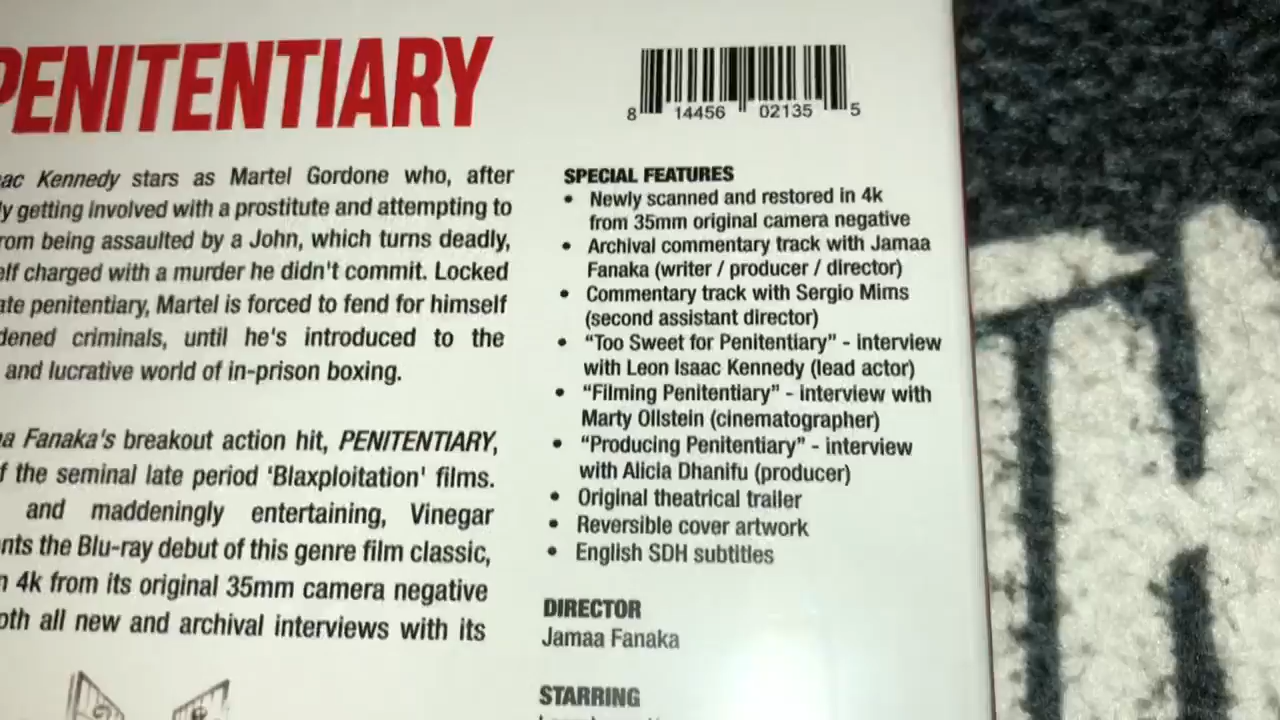 PENITENTIARY
8 14456 02135 5
Kennedy stars as Martel Gordone who, after
getting involved with a prostitute and attempting to
from being assaulted by a John, which turns deadly,
charged with a murder he didn't commit. Locked
penitentiary, Martel is forced to fend for himself
criminals, until he's introduced to the
and lucrative world of in-prison boxing.
Fanaka's breakout action hit, PENITENTIARY,
the seminal late period 'Blaxploitation' films.
and maddeningly entertaining, Vinegar
the Blu-ray debut of this genre film classic,
4k from its original 35mm camera negative
all new and archival interviews with its
SPECIAL FEATURES
• Newly scanned and restored in 4k
from 35mm original camera negative
• Archival commentary track with Jamaa
Fanaka (writer / producer / director)
• Commentary track with Sergio Mims
(second assistant director)
• “Too Sweet for Penitentiary” - interview
with Leon Isaac Kennedy (lead actor)
• “Filming Penitentiary” - interview with
Marty Ollstein (cinematographer)
• “Producing Penitentiary” - interview
with Alicia Dhanifu (producer)
• Original theatrical trailer
• Reversible cover artwork
• English SDH subtitles
DIRECTOR
Jamaa Fanaka
STARRING